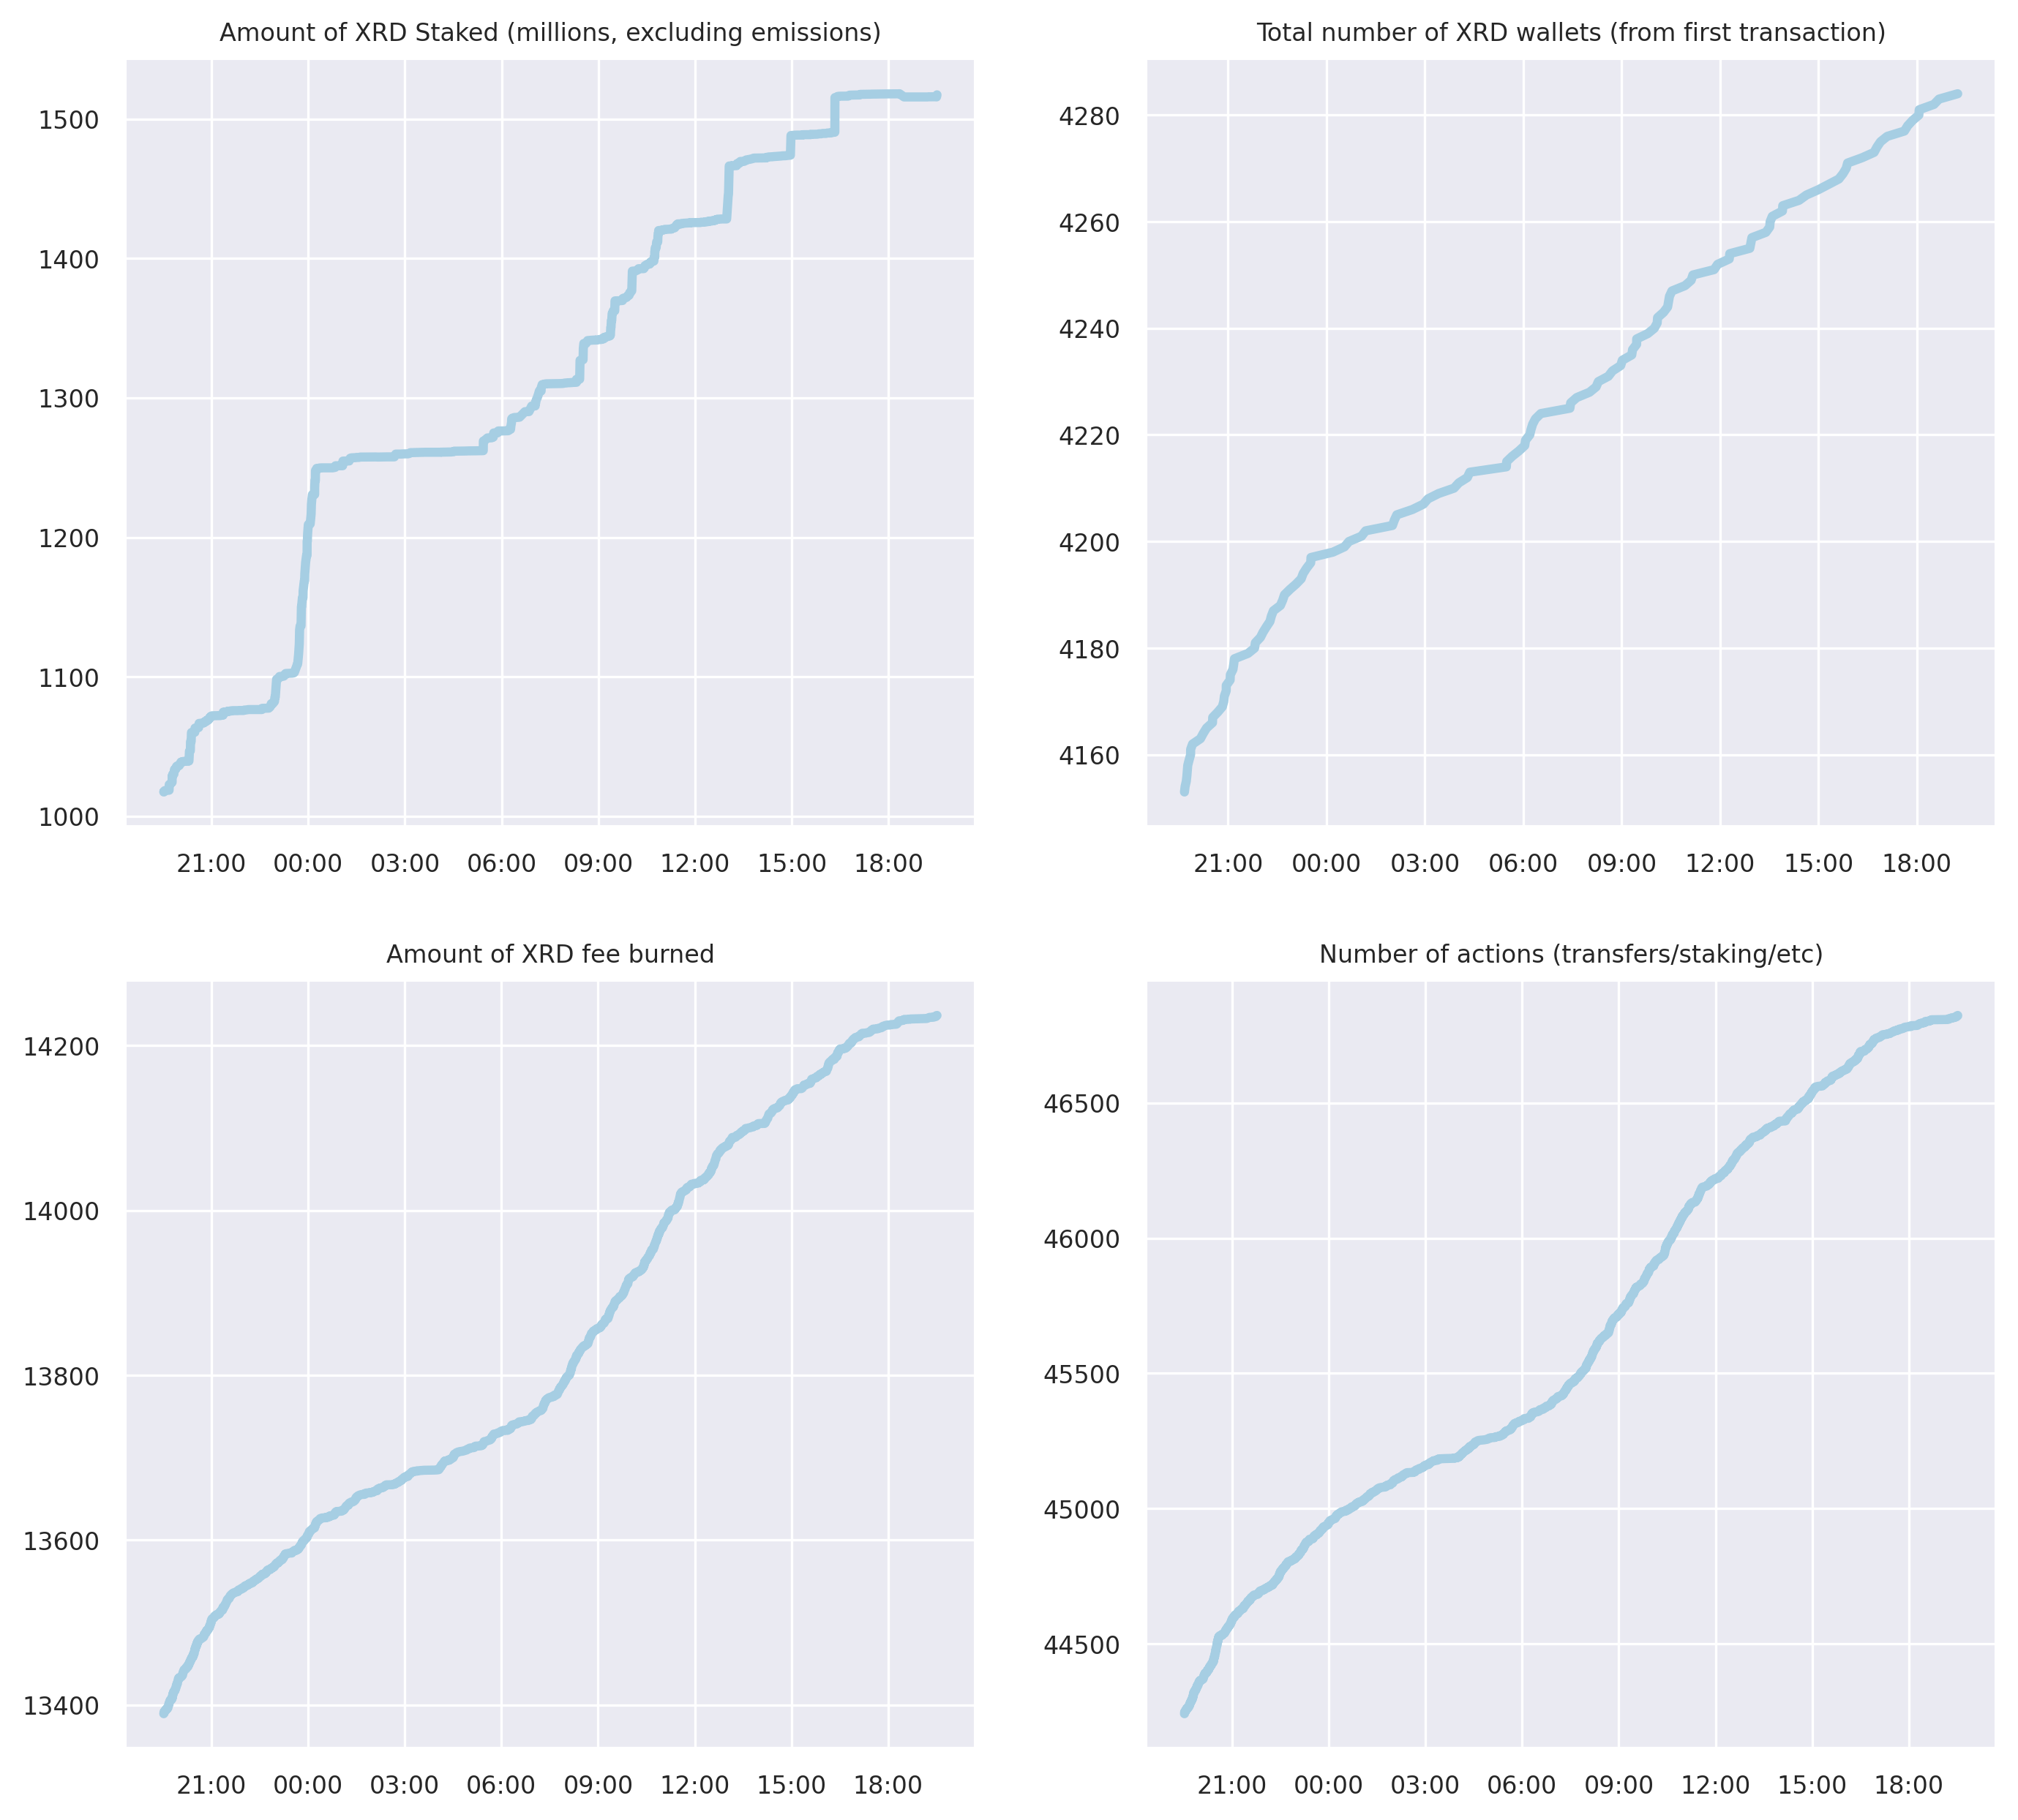 Amount of XRD Staked (millions, excluding emissions)
1500
1400
1300
1200
1100
1000
21:00 00:00 03:00 06:00 09:00 12:00 15:00 18:00
Total number of XRD wallets (from first transaction)
4280
4260
4240
4220
4200
4180
4160
21:00 00:00 03:00 06:00 09:00 12:00 15:00 18:00
Amount of XRD fee burned
14200
14000
13800
13600
13400
21:00 00:00 03:00 06:00 09:00 12:00 15:00 18:00
Number of actions (transfers/staking/etc)
46500
46000
45500
45000
44500
21:00 00:00 03:00 06:00 09:00 12:00 15:00 18:00